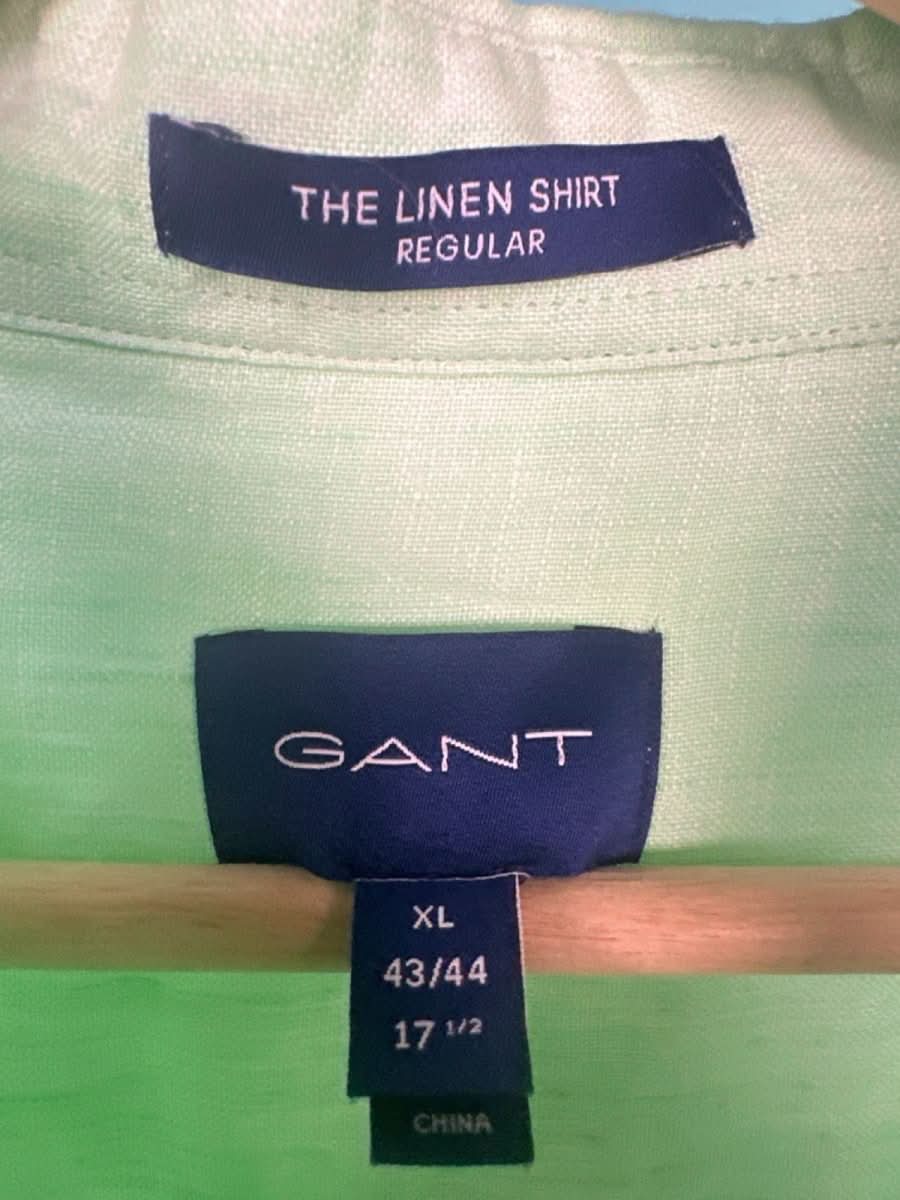 THE LINEN SHIRT
REGULAR
GANT
XL
43/44
17 1/2
CHINA